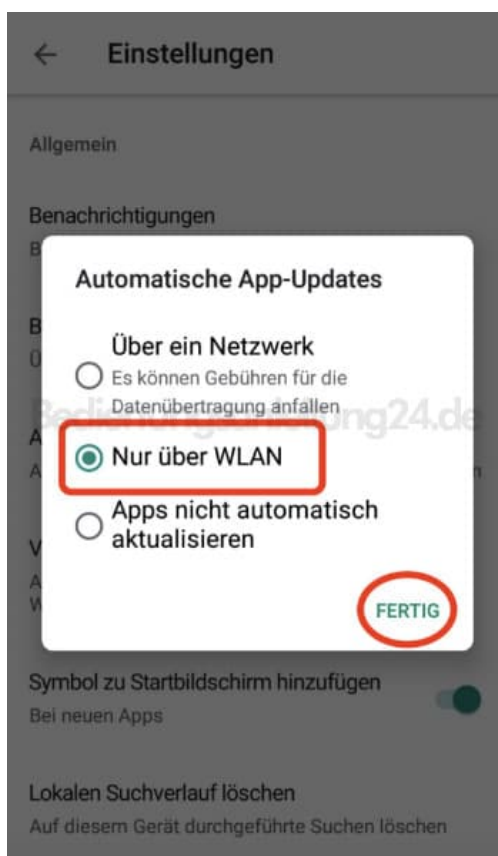 Einstellungen
Allgemein
Benachrichtigungen
B
Automatische App-Updates
B
Ü
Über ein Netzwerk
Es können Gebühren für die
Datenübertragung anfallen
Bedienungsanleitung24.de
A
A
n
Nur über WLAN
Apps nicht automatisch
aktualisieren
V
A
W
FERTIG
Symbol zu Startbildschirm hinzufügen
Bei neuen Apps
Lokalen Suchverlauf löschen
Auf diesem Gerät durchgeführte Suchen löschen